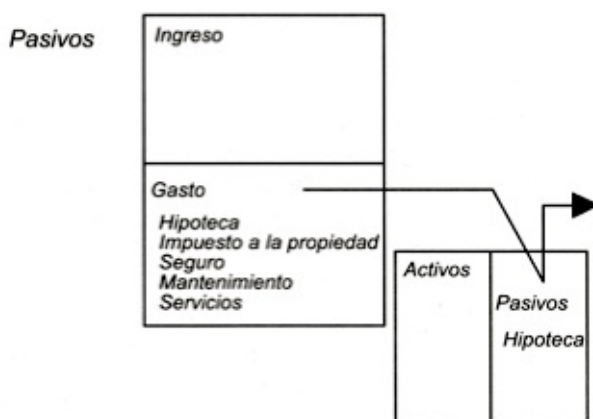 Pasivos
Ingreso
Gasto
Hipoteca
Impuesto a la propiedad
Seguro
Mantenimiento
Servicios
Activos
Pasivos
Hipoteca